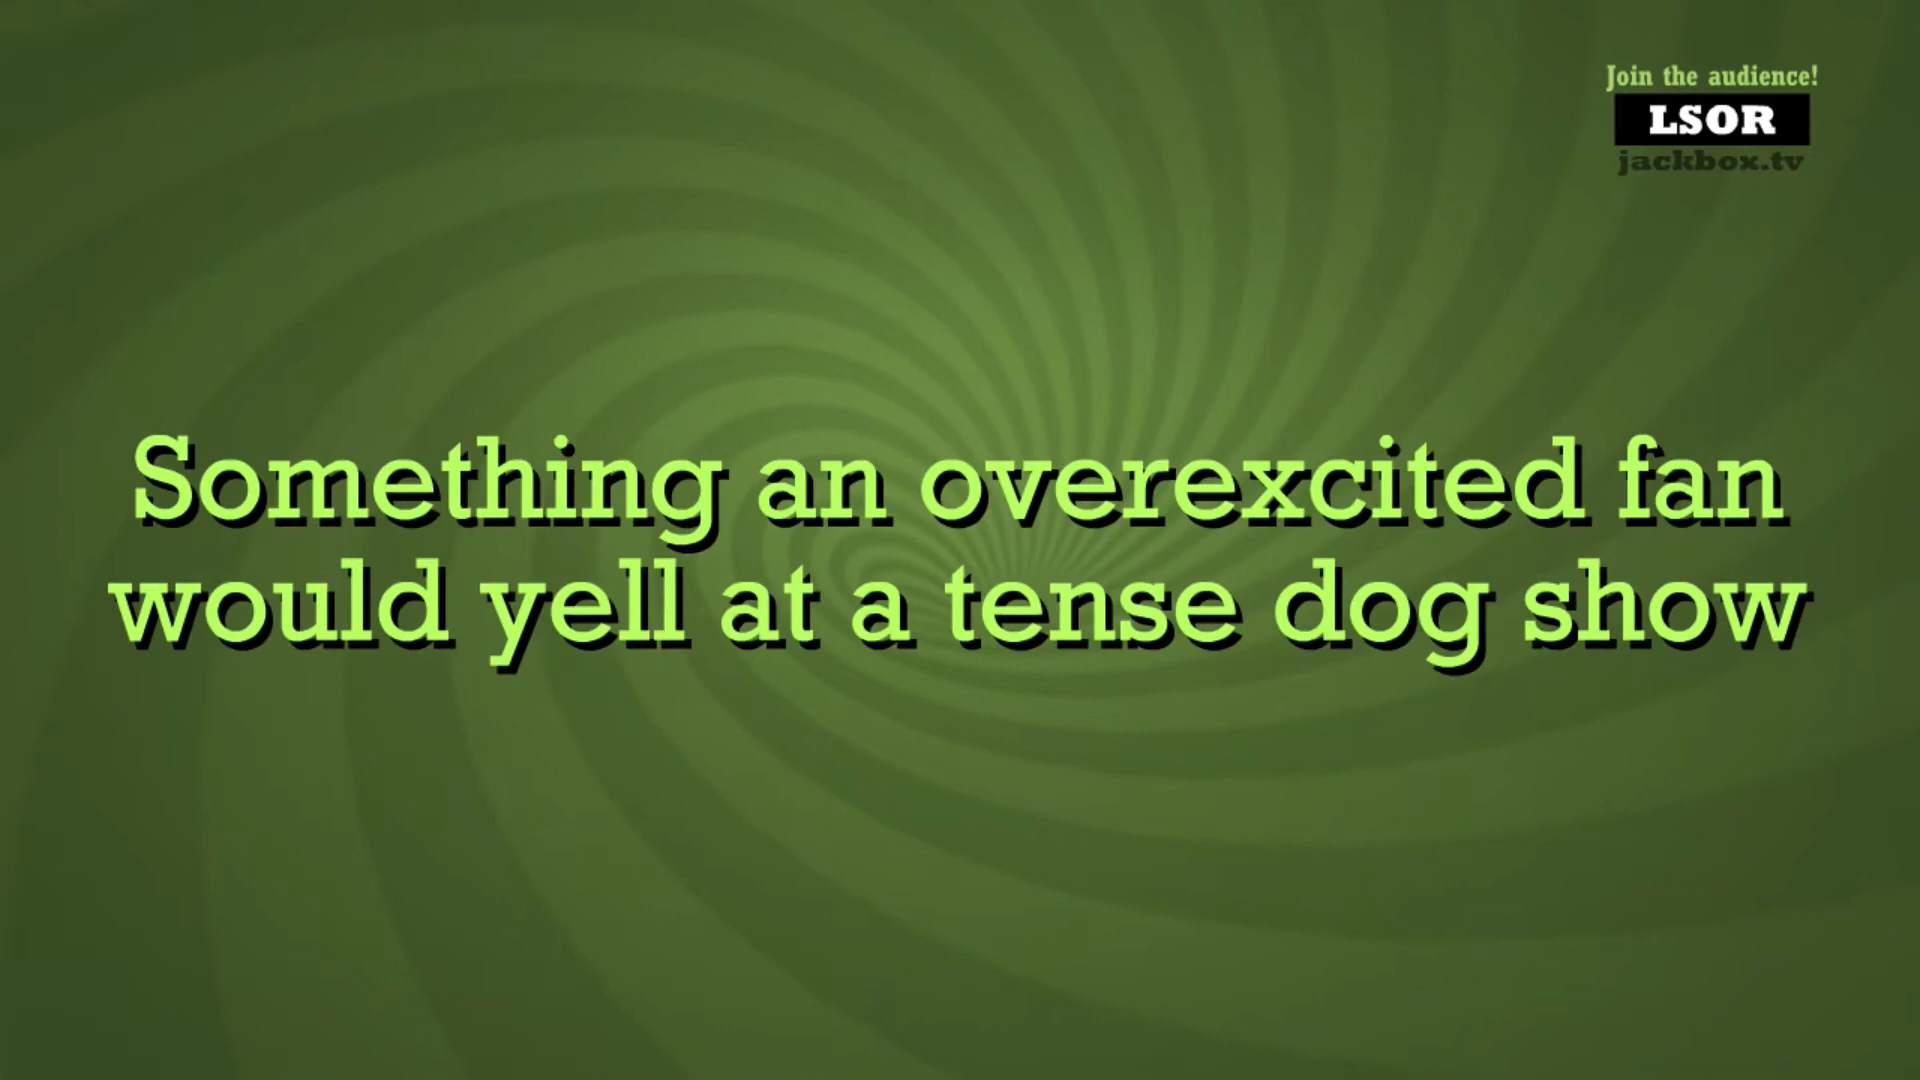 Join the audience!
LSOR
jackbox.tv
Something an overexcited fan
would yell at a tense dog show